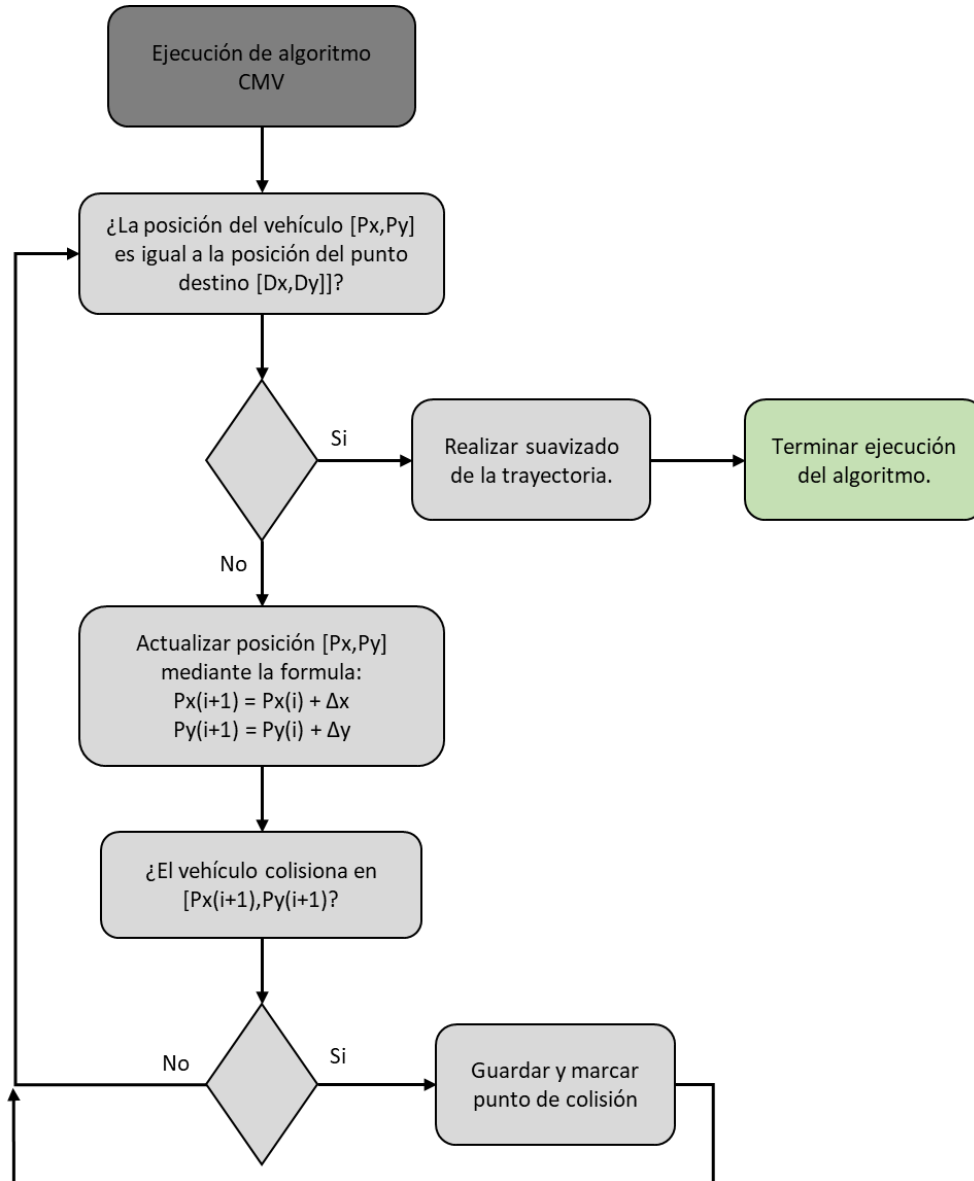 Ejecución de algoritmo
CMV
¿La posición del vehículo [Px,Py]
es igual a la posición del punto
destino [Dx,Dy]]?
Si
Realizar suavizado
de la trayectoria.
Terminar ejecución
del algoritmo.
No
Actualizar posición [Px,Py]
mediante la formula:
Px(i+1) = Px(i) + Δx
Py(i+1) = Py(i) + Δy
¿El vehículo colisiona en
[Px(i+1),Py(i+1)?
No
Si
Guardar y marcar
punto de colisión